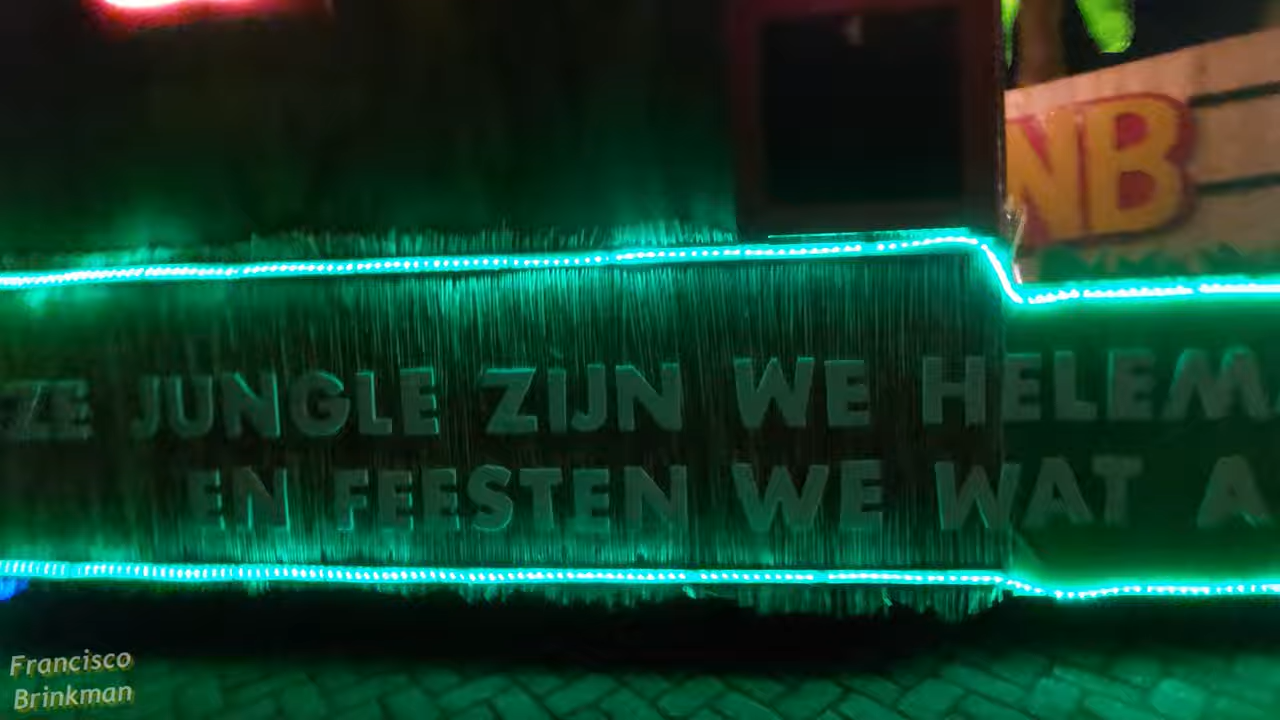 NB
ZE JUNGLE ZIJN WE HELEM
EN FEESTEN WE WAT A
Francisco
Brinkman